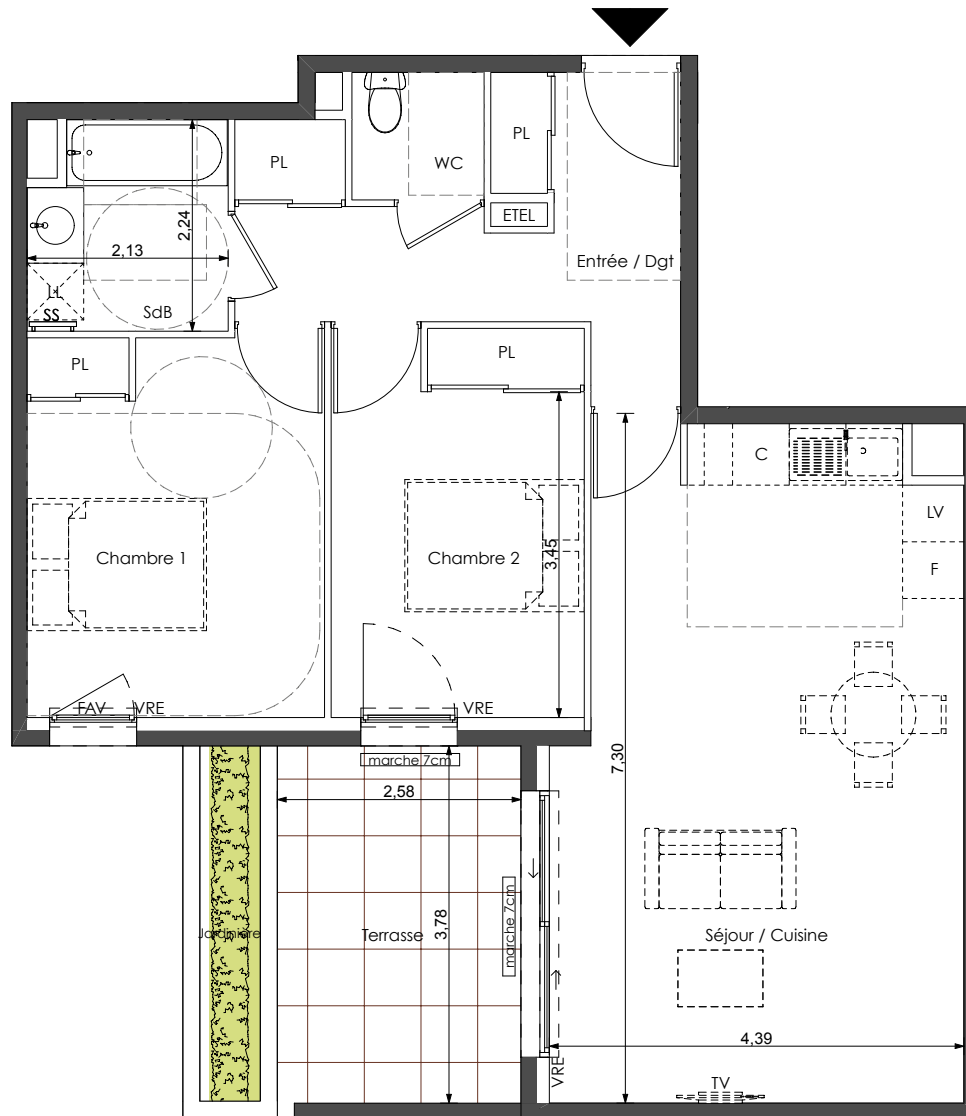 PL
WC
PL
ETEL
Entrée / Dgt
2,24
2,13
LL
SS
SdB
PL
PL
C
LV
F
Chambre 1
Chambre 2
3,45
FAV
VRE
VRE
marche 7cm
7,30
2,58
marche 7cm
Jardinière
Terrasse
3,78
Séjour / Cuisine
4,39
VRE
TV